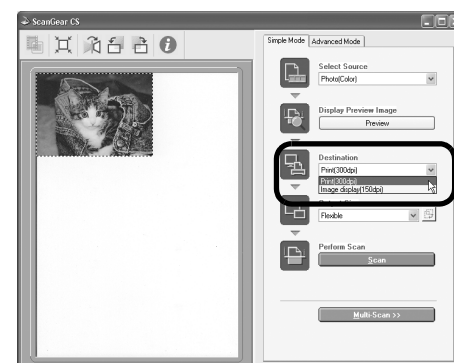 ScanGear CS
Simple Mode
Advanced Mode
Select Source
Photo(Color)
Display Preview Image
Preview
Destination
Print(300dpi)
Print(300dpi)
Image display(150dpi)
Flexible
Perform Scan
Scan
Multi-Scan >>